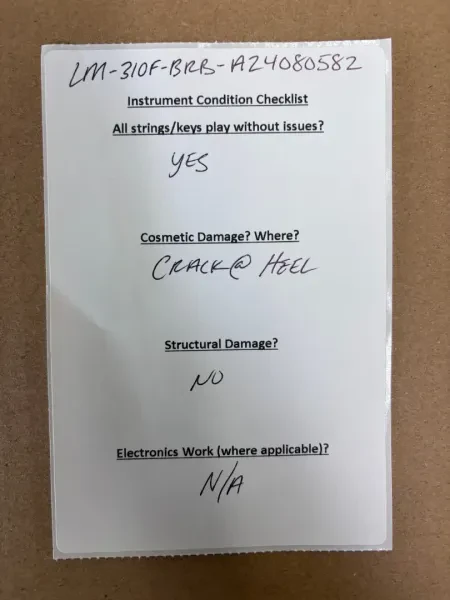 LM-310F-BRB-A24080582
Instrument Condition Checklist
All strings/keys play without issues?
YES
Cosmetic Damage? Where?
CRACK@ HEEL
Structural Damage?
NO
Electronics Work (where applicable)?
N/A